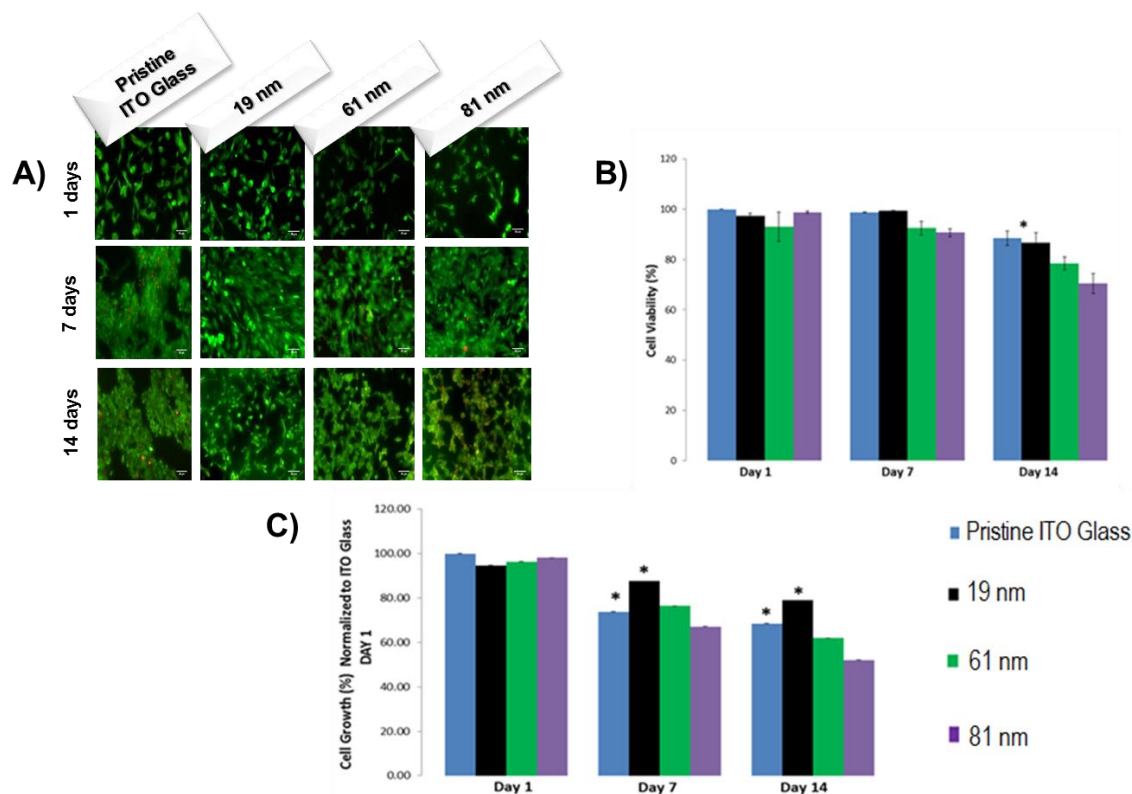 Pristine
ITO Glass
19 nm
61 nm
81 nm
A)
1 days
7 days
14 days
B)
Cell Viability (%)
120
100
80
60
40
20
0
*
Day 1
Day 7
Day 14
C)
Cell Growth (%) Normalized to ITO Glass
DAY 1
120.00
100.00
80.00
60.00
40.00
20.00
0.00
* *
* *
Day 1
Day 7
Day 14
Pristine ITO Glass
19 nm
61 nm
81 nm